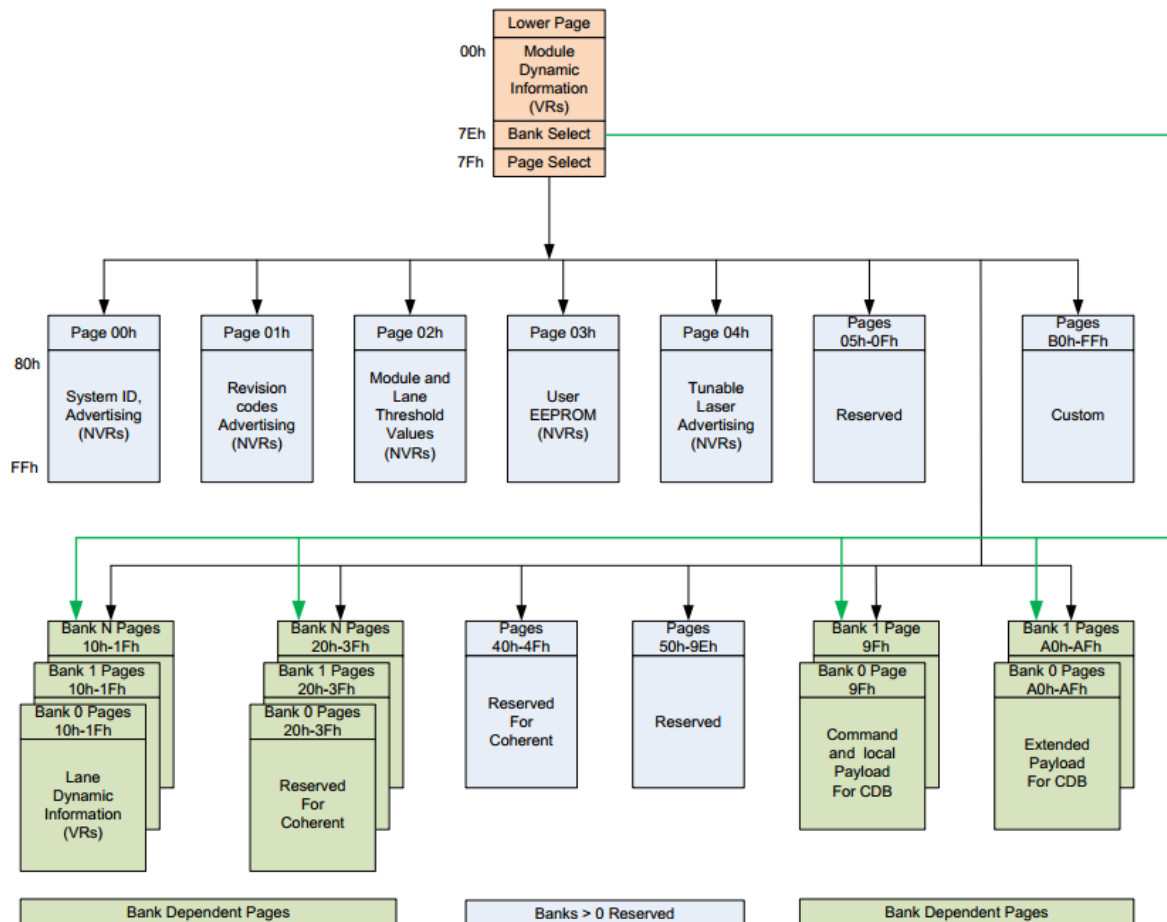 Lower Page
00h
Module
Dynamic
Information
(VRs)
7Eh
Bank Select
7Fh
Page Select
80h
FFh
Page 00h
System ID,
Advertising
(NVRs)
Page 01h
Revision
codes
Advertising
(NVRs)
Page 02h
Module and
Lane
Threshold
Values
(NVRs)
Page 03h
User
EEPROM
(NVRs)
Page 04h
Tunable
Laser
Advertising
(NVRs)
Pages
05h-0Fh
Reserved
Pages
B0h-FFh
Custom
Bank N Pages
10h-1Fh
Bank 1 Pages
10h-1Fh
Bank 0 Pages
10h-1Fh
Lane
Dynamic
Information
(VRs)
Bank N Pages
20h-3Fh
Bank 1 Pages
20h-3Fh
Bank 0 Pages
20h-3Fh
Reserved
For
Coherent
Pages
40h-4Fh
Reserved
For
Coherent
Pages
50h-9Eh
Reserved
Bank 1 Page
9Fh
Bank 0 Page
9Fh
Command
and local
Payload
For CDB
Bank 1 Pages
A0h-AFh
Bank 0 Pages
A0h-AFh
Extended
Payload
For CDB
Bank Dependent Pages
Banks > 0 Reserved
Bank Dependent Pages